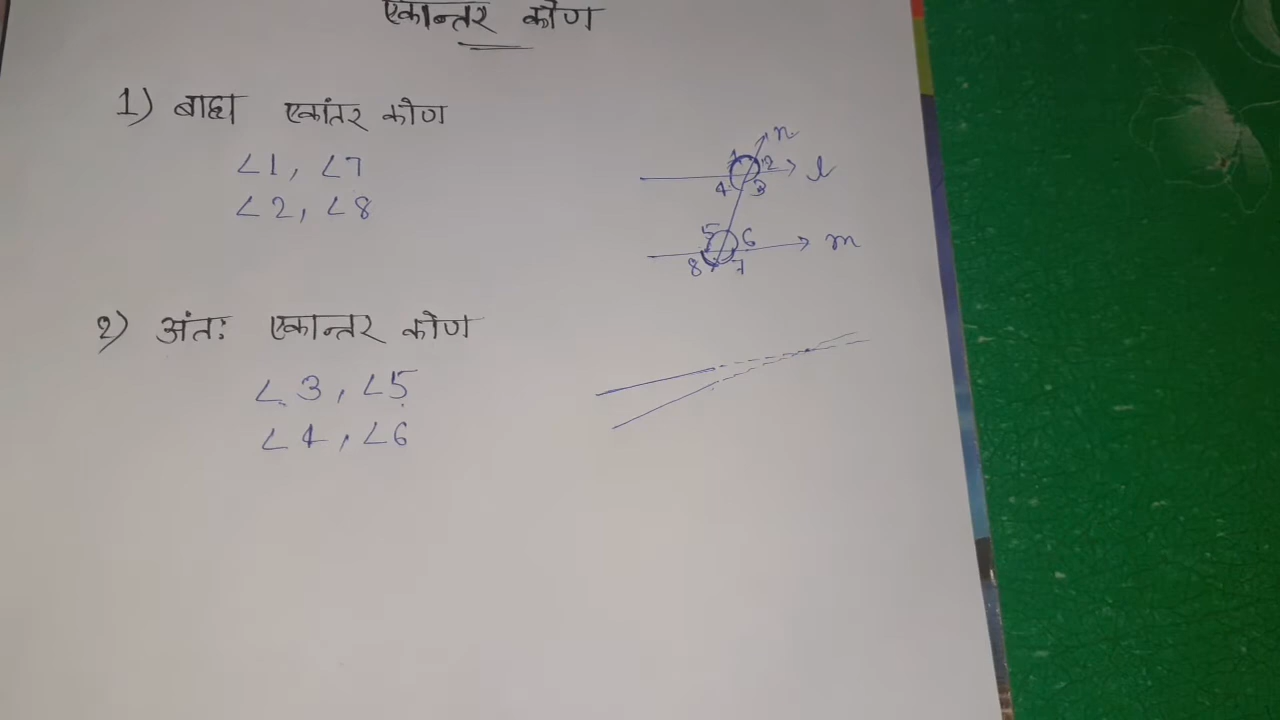 एकान्तर कोण
1) बाह्य एकांतर कोण
∠1, ∠7
∠2, ∠8
n
1 2 l
4 3
5 6 m
8 7
२) अंतः एकान्तर कोण
∠3, ∠5
∠4, ∠6